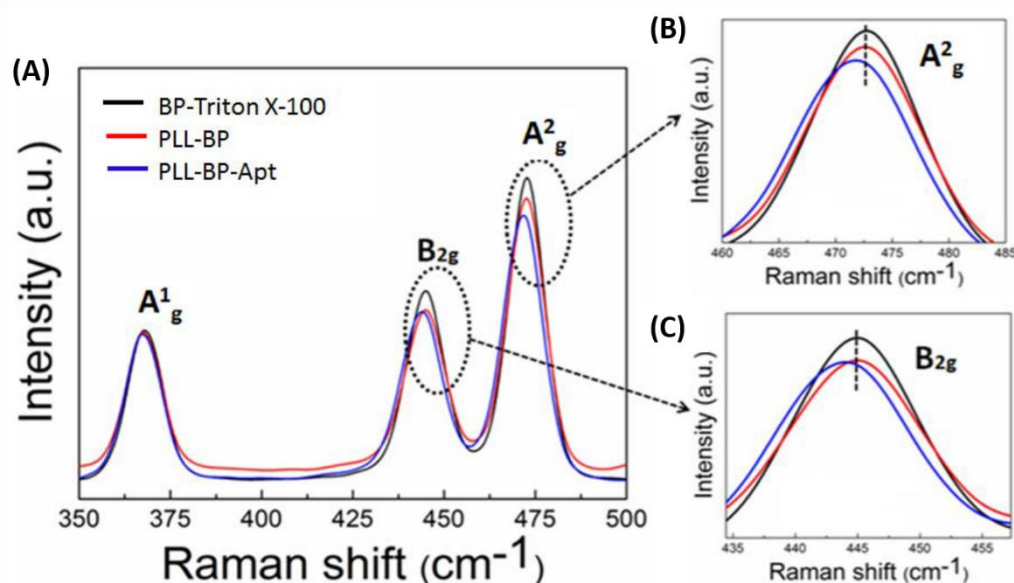 (A)
Intensity (a.u.)
BP-Triton X-100
PLL-BP
PLL-BP-Apt
A¹g
B₂g
A²g
350 375 400 425 450 475 500
Raman shift (cm⁻¹)
(B)
Intensity (a.u.)
A²g
460 465 470 475 480 485
Raman shift (cm⁻¹)
(C)
Intensity (a.u.)
B₂g
435 440 445 450 455
Raman shift (cm⁻¹)